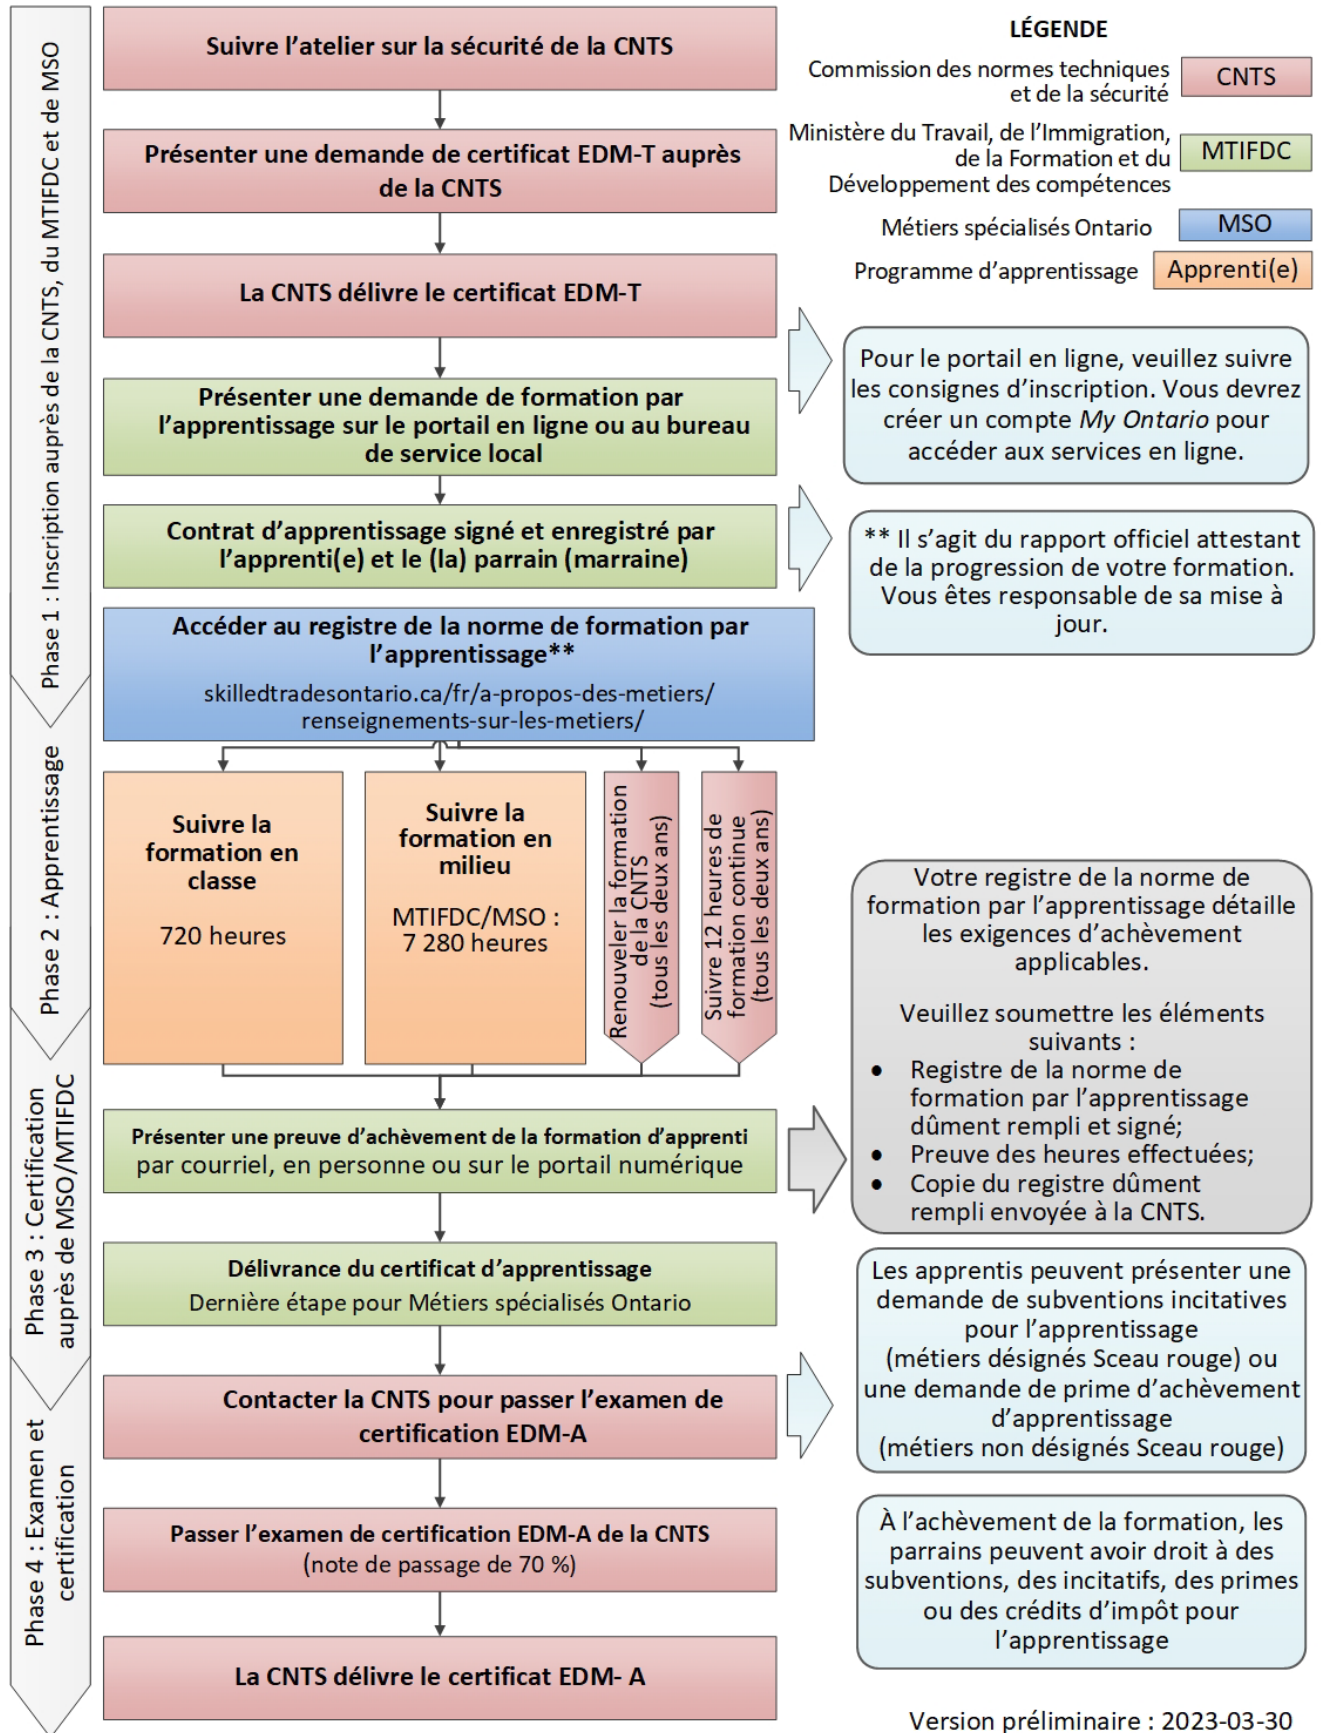 Suivre l'atelier sur la sécurité de la CNTS
Présenter une demande de certificat EDM-T auprès
de la CNTS
La CNTS délivre le certificat EDM-T
Présenter une demande de formation par
l'apprentissage sur le portail en ligne ou au bureau
de service local
Contrat d'apprentissage signé et enregistré par
l'apprenti(e) et le (la) parrain (marraine)
Accéder au registre de la norme de formation par
l'apprentissage**
skilledtradesontario.ca/fr/a-propos-des-metiers/
renseignements-sur-les-metiers/
Suivre la
formation en
classe
720 heures
Suivre la
formation en
milieu
MTIFDC/MSO :
7 280 heures
Renouveler la formation
de la CNTS
(tous les deux ans)
Suivre 12 heures de
formation continue
(tous les deux ans)
Présenter une preuve d'achèvement de la formation d'apprenti
par courriel, en personne ou sur le portail numérique
Délivrance du certificat d'apprentissage
Dernière étape pour Métiers spécialisés Ontario
Contacter la CNTS pour passer l'examen de
certification EDM-A
Passer l'examen de certification EDM-A de la CNTS
(note de passage de 70 %)
La CNTS délivre le certificat EDM- A
Phase 1 : Inscription auprès de la CNTS, du MTIFDC et de MSO
Phase 2 : Apprentissage
Phase 3 : Certification
auprès de MSO/MTIFDC
Phase 4 : Examen et
certification
LÉGENDE
Commission des normes techniques
et de la sécurité
CNTS
Ministère du Travail, de l'Immigration,
de la Formation et du
Développement des compétences
MTIFDC
Métiers spécialisés Ontario
MSO
Programme d'apprentissage
Apprenti(e)
Pour le portail en ligne, veuillez suivre
les consignes d'inscription. Vous devrez
créer un compte My Ontario pour
accéder aux services en ligne.
** Il s'agit du rapport officiel attestant
de la progression de votre formation.
Vous êtes responsable de sa mise à
jour.
Votre registre de la norme de
formation par l'apprentissage détaille
les exigences d'achèvement
applicables.
Veuillez soumettre les éléments
suivants :
• Registre de la norme de
formation par l'apprentissage
dûment rempli et signé;
• Preuve des heures effectuées;
• Copie du registre dûment
rempli envoyée à la CNTS.
Les apprentis peuvent présenter une
demande de subventions incitatives
pour l'apprentissage
(métiers désignés Sceau rouge) ou
une demande de prime d'achèvement
d'apprentissage
(métiers non désignés Sceau rouge)
À l'achèvement de la formation, les
parrains peuvent avoir droit à des
subventions, des incitatifs, des primes
ou des crédits d'impôt pour
l'apprentissage
Version préliminaire : 2023-03-30